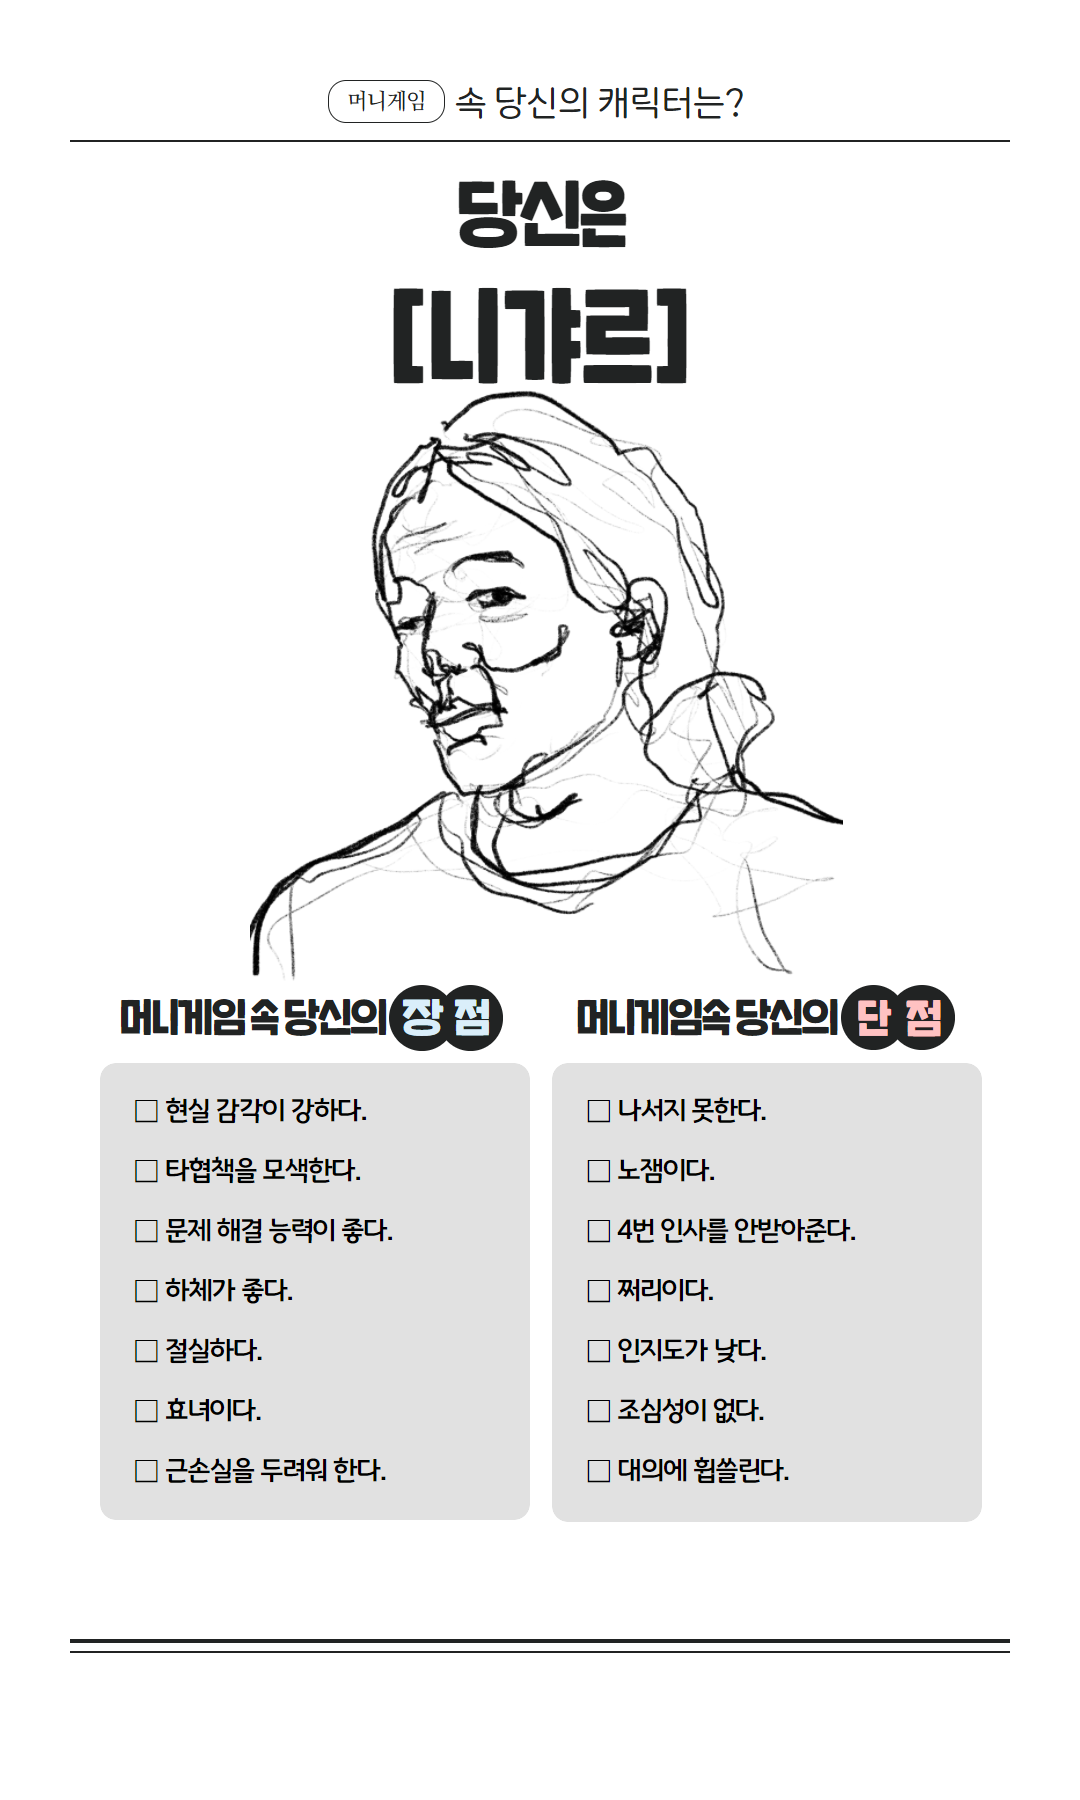 머니게임 속 당신의 캐릭터는?
당신은
[니갸르]
머니게임 속 당신의 장점
현실 감각이 강하다.
타협책을 모색한다.
문제 해결 능력이 좋다.
하체가 좋다.
절실하다.
효녀이다.
근손실을 두려워 한다.
머니게임속 당신의 단점
나서지 못한다.
노잼이다.
4번 인사를 안받아준다.
쩌리이다.
인지도가 낮다.
조심성이 없다.
대의에 휩쓸린다.